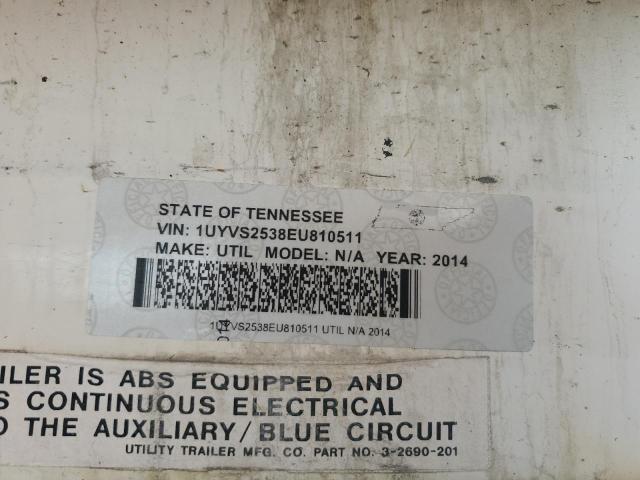 STATE OF TENNESSEE
VIN: 1UYVS2538EU810511
MAKE: UTIL MODEL: N/A YEAR: 2014
1UYVS2538EU810511 UTIL N/A 2014
ILER IS ABS EQUIPPED AND
S CONTINUOUS ELECTRICAL
O THE AUXILIARY/BLUE CIRCUIT
UTILITY TRAILER MFG. CO. PART NO. 3-2690-201